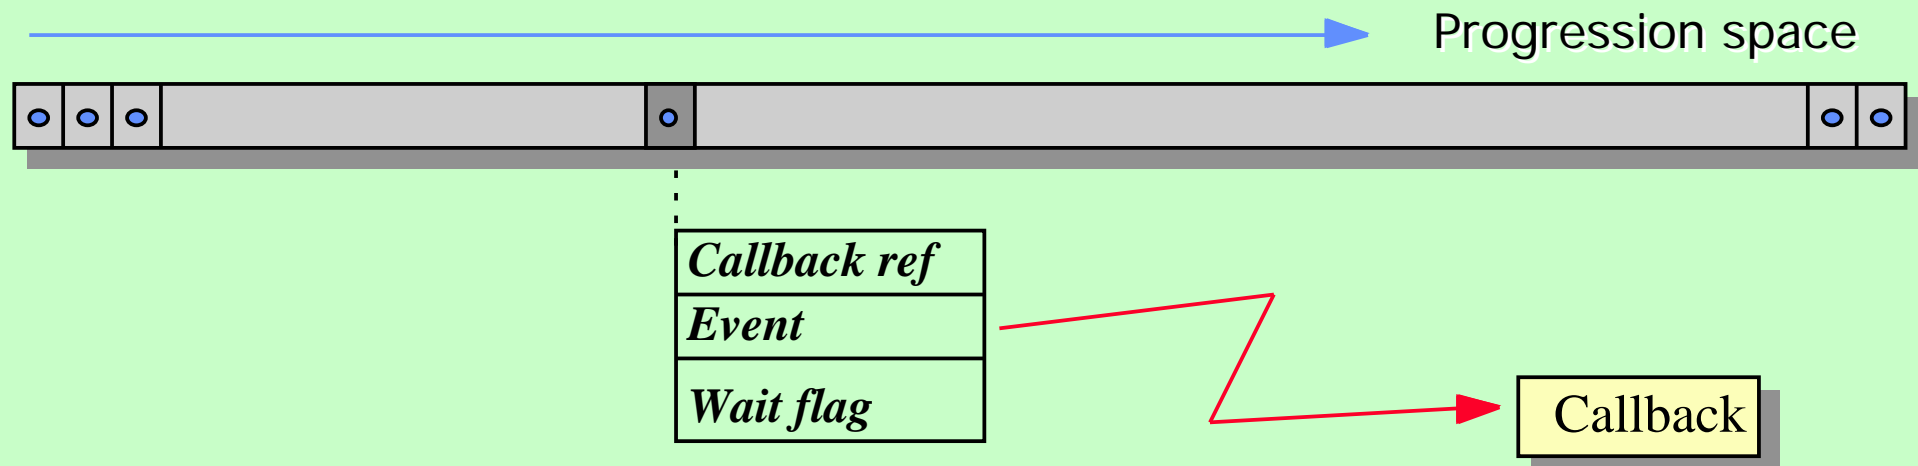 Progression space
Callback ref
Event
Wait flag
Callback